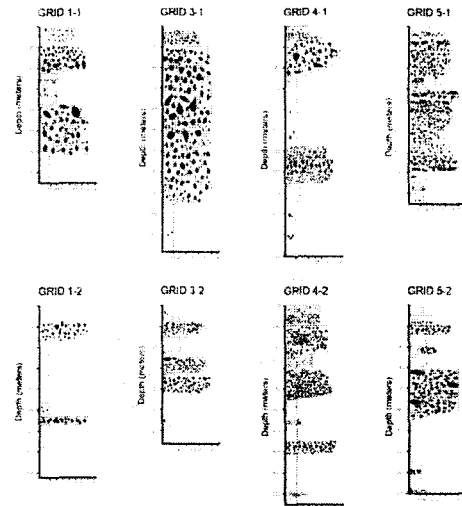 GRID 1-1
GRID 3-1
GRID 4-1
GRID 5-1
Depth (meters)
Depth (meters)
Depth (meters)
Depth (meters)
GRID 1-2
GRID 3 2
GRID 4-2
GRID 5-2
Depth (meters)
Depth (meters)
Depth (meters)
Depth (meters)